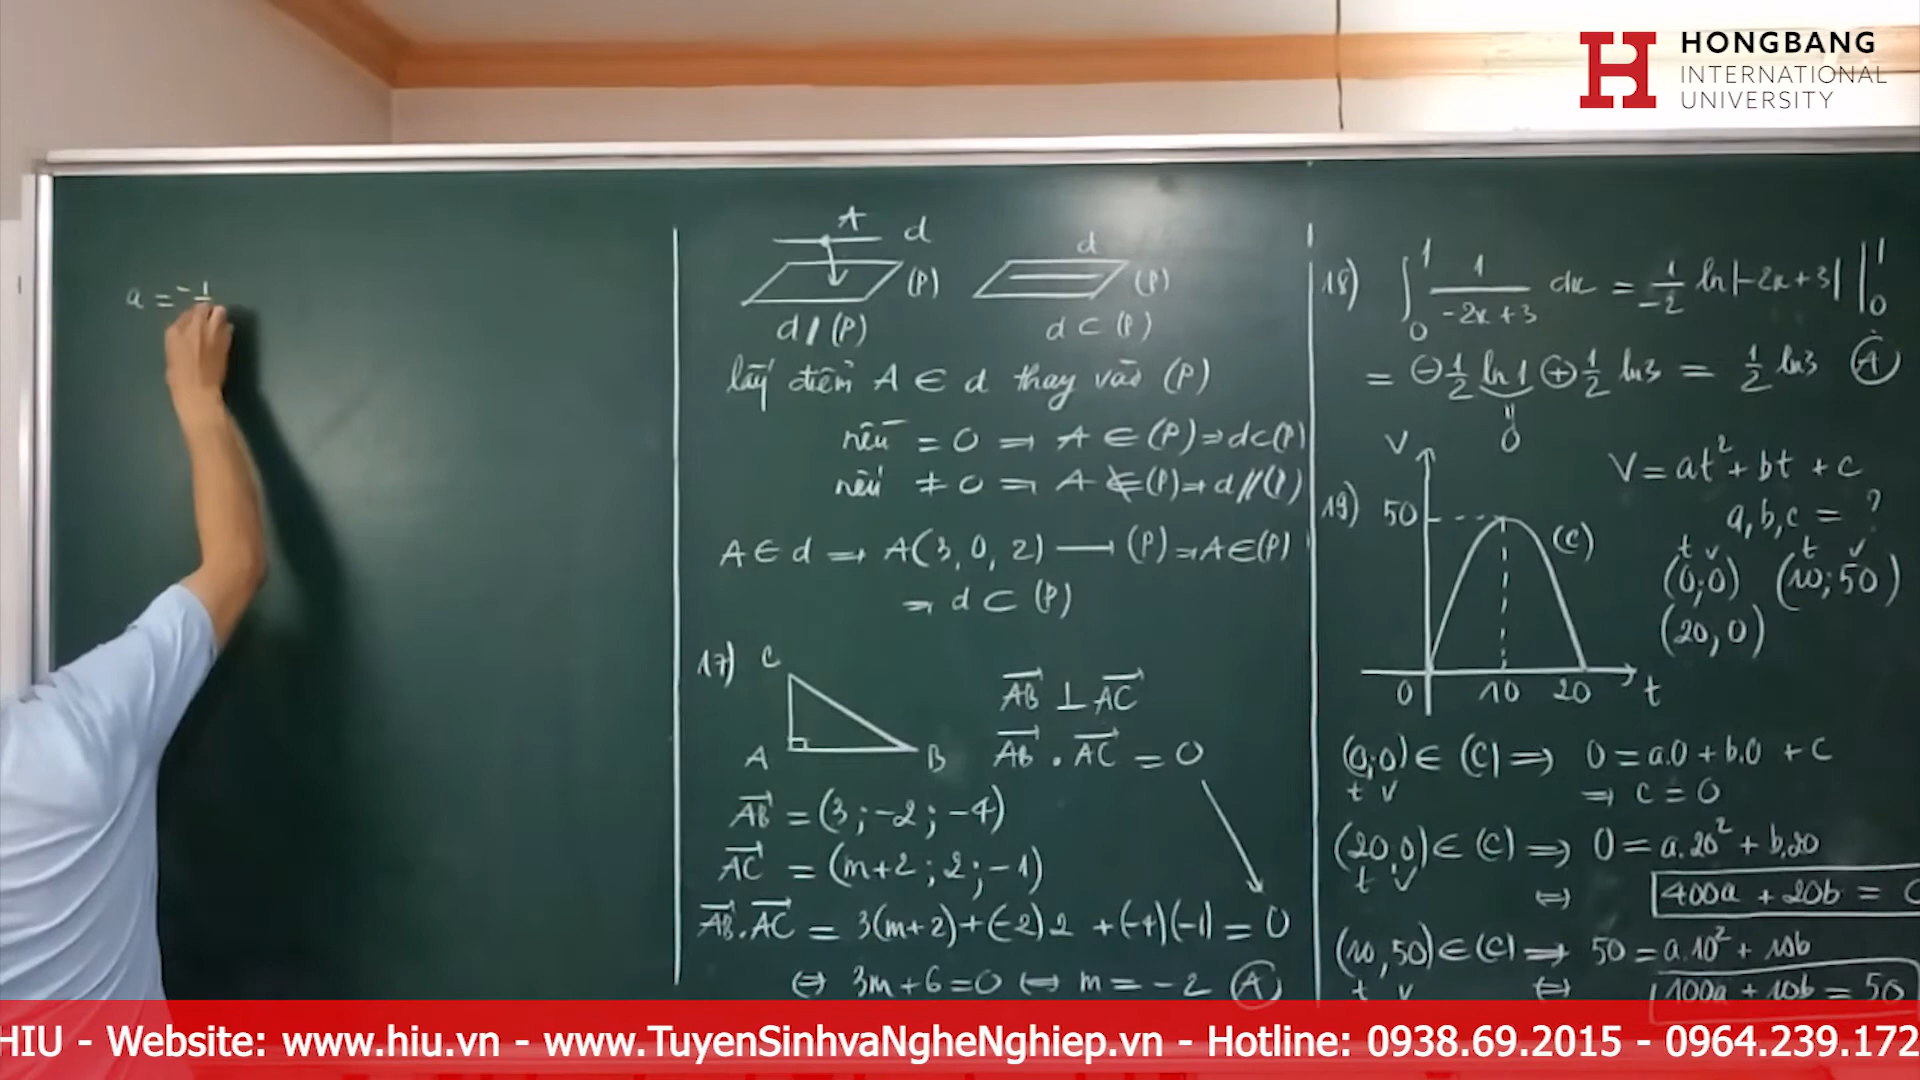 HONGBANG
INTERNATIONAL
UNIVERSITY
a = -1
A d
(P)
d // (P)
d
(P)
d ⊂ (P)
lấy điểm A ∈ d thay vào (P)
nếu = 0 ⇒ A ∈ (P) ⇒ d ⊂ (P)
nếu ≠ 0 ⇒ A ∉ (P) ⇒ d // (P)
A ∈ d ⇒ A(3, 0, 2) → (P) ⇒ A ∈ (P)
⇒ d ⊂ (P)
17) C
A B
AB ⊥ AC
AB . AC = 0
AB = (3; -2; -4)
AC = (m+2; 2; -1)
AB.AC = 3(m+2) + (-2)2 + (-4)(-1) = 0
⇔ 3m + 6 = 0 ⇔ m = -2 (A)
18) ∫₀¹ 1/(-2x+3) dx = 1/-2 ln|-2x+3| |₀¹
= -1/2 ln1 + 1/2 ln3 = 1/2 ln3 (A)
0
19) V
50
(C)
0 10 20 t
V = at² + bt + c
a, b, c = ?
t v t v
(0;0) (10;50)
(20,0)
(0;0) ∈ (C) ⇒ 0 = a.0 + b.0 + c
t v ⇒ c = 0
(20,0) ∈ (C) ⇒ 0 = a.20² + b.20
t v ⇔ 400a + 20b = 0
(10,50) ∈ (C) ⇒ 50 = a.10² + 10b
t v ⇔ 100a + 10b = 50
HIU - Website: www.hiu.vn - www.TuyenSinhvaNgheNghiep.vn - Hotline: 0938.69.2015 - 0964.239.172